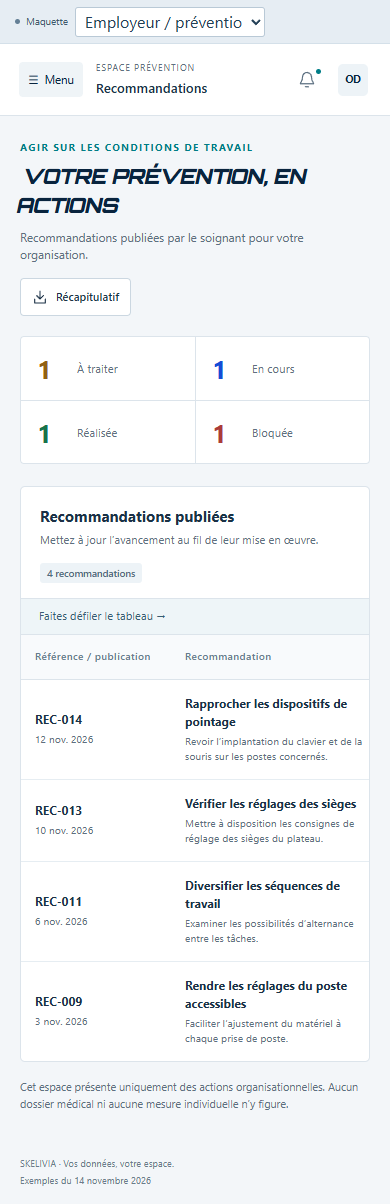 Maquette
Employeur / préventio
Menu
ESPACE PRÉVENTION
Recommandations
OD
AGIR SUR LES CONDITIONS DE TRAVAIL
VOTRE PRÉVENTION, EN
ACTIONS
Recommandations publiées par le soignant pour votre
organisation.
Récapitulatif
1 À traiter
1 En cours
1 Réalisée
1 Bloquée
Recommandations publiées
Mettez à jour l'avancement au fil de leur mise en œuvre.
4 recommandations
Faites défiler le tableau →
Référence / publication Recommandation
REC-014
12 nov. 2026
Rapprocher les dispositifs de
pointage
Revoir l'implantation du clavier et de la
souris sur les postes concernés.
REC-013
10 nov. 2026
Vérifier les réglages des sièges
Mettre à disposition les consignes de
réglage des sièges du plateau.
REC-011
6 nov. 2026
Diversifier les séquences de
travail
Examiner les possibilités d'alternance
entre les tâches.
REC-009
3 nov. 2026
Rendre les réglages du poste
accessibles
Faciliter l'ajustement du matériel à
chaque prise de poste.
Cet espace présente uniquement des actions organisationnelles. Aucun
dossier médical ni aucune mesure individuelle n'y figure.
SKELIVIA · Vos données, votre espace.
Exemples du 14 novembre 2026